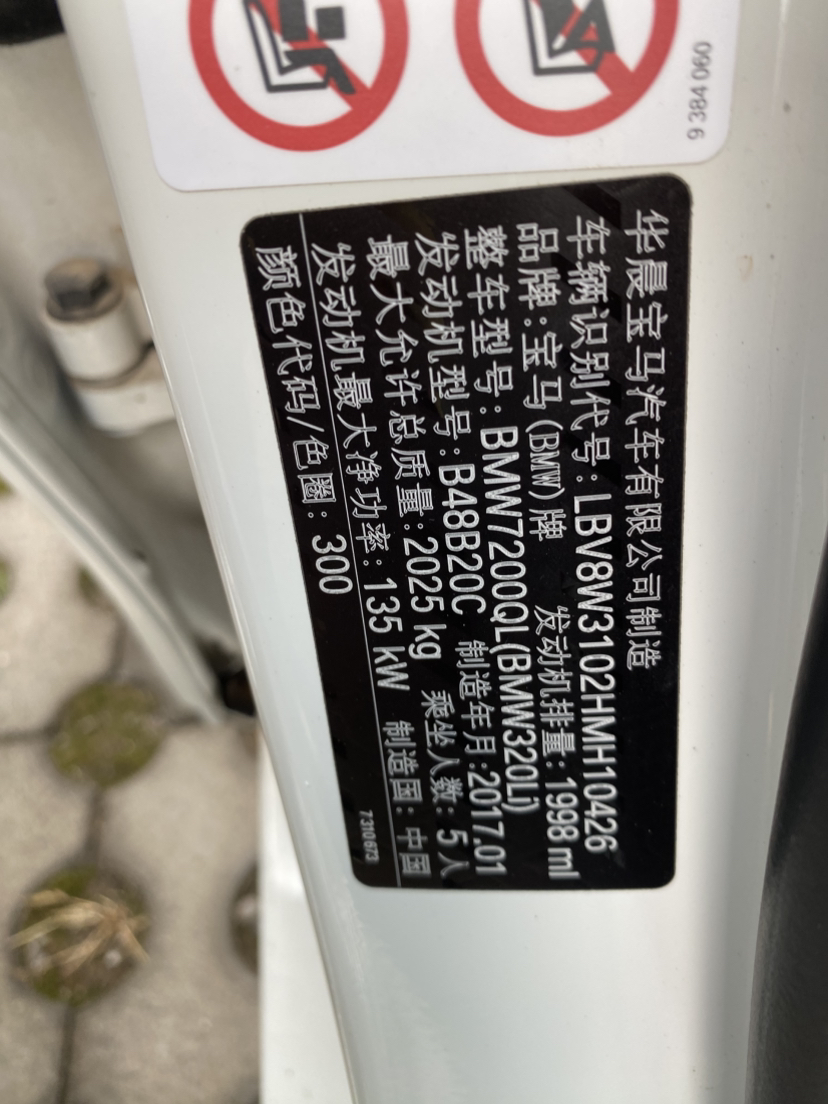 9 384 060
华晨宝马汽车有限公司制造
车辆识别代号:LBV8W3102HMH10426
品牌:宝马(BMW)牌 发动机排量:1998 ml
整车型号:BMW7200QL(BMW320Li)
发动机型号:B48B20C 制造年月:2017.01
最大允许总质量:2025 kg 乘坐人数:5人
发动机最大净功率:135 kW 制造国:中国
颜色代码/色圈:300
7310673